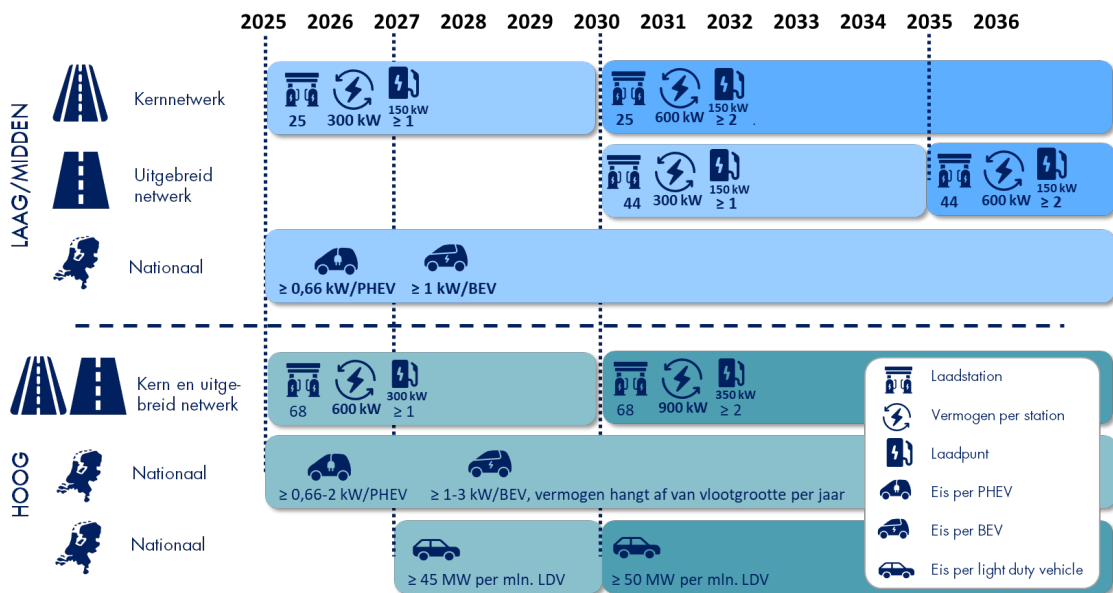 2025 2026 2027 2028 2029 2030 2031 2032 2033 2034 2035 2036
LAAG/MIDDEN
Kernnetwerk
25 300 kW 150 kW ≥ 1
25 600 kW 150 kW ≥ 2 .
Uitgebreid
netwerk
44 300 kW 150 kW ≥ 1
44 600 kW 150 kW ≥ 2
Nationaal
≥ 0,66 kW/PHEV ≥ 1 kW/BEV
HOOG
Kern en uitge-
breid netwerk
68 600 kW 300 kW ≥ 1
68 900 kW 350 kW ≥ 2
Nationaal
≥ 0,66-2 kW/PHEV ≥ 1-3 kW/BEV, vermogen hangt af van vlootgrootte per jaar
Nationaal
≥ 45 MW per mln. LDV
≥ 50 MW per mln. LDV
Laadstation
Vermogen per station
Laadpunt
Eis per PHEV
Eis per BEV
Eis per light duty vehicle